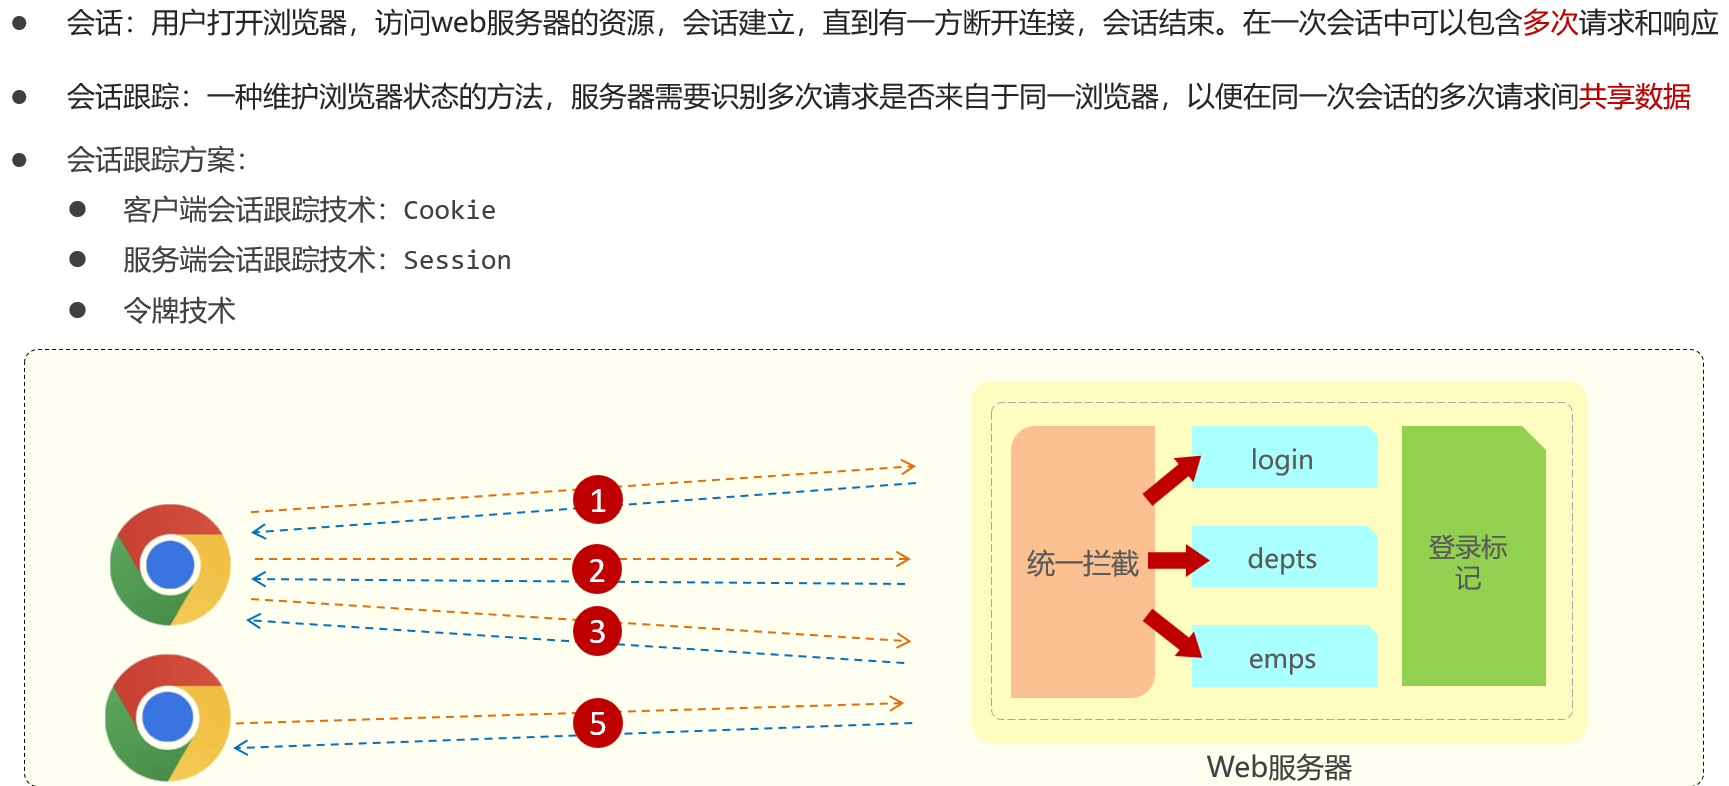 会话：用户打开浏览器，访问web服务器的资源，会话建立，直到有一方断开连接，会话结束。在一次会话中可以包含多次请求和响应
会话跟踪：一种维护浏览器状态的方法，服务器需要识别多次请求是否来自于同一浏览器，以便在同一次会话的多次请求间共享数据
会话跟踪方案：
客户端会话跟踪技术：Cookie
服务端会话跟踪技术：Session
令牌技术
1
2
3
5
统一拦截
login
depts
emps
登录标
记
Web服务器